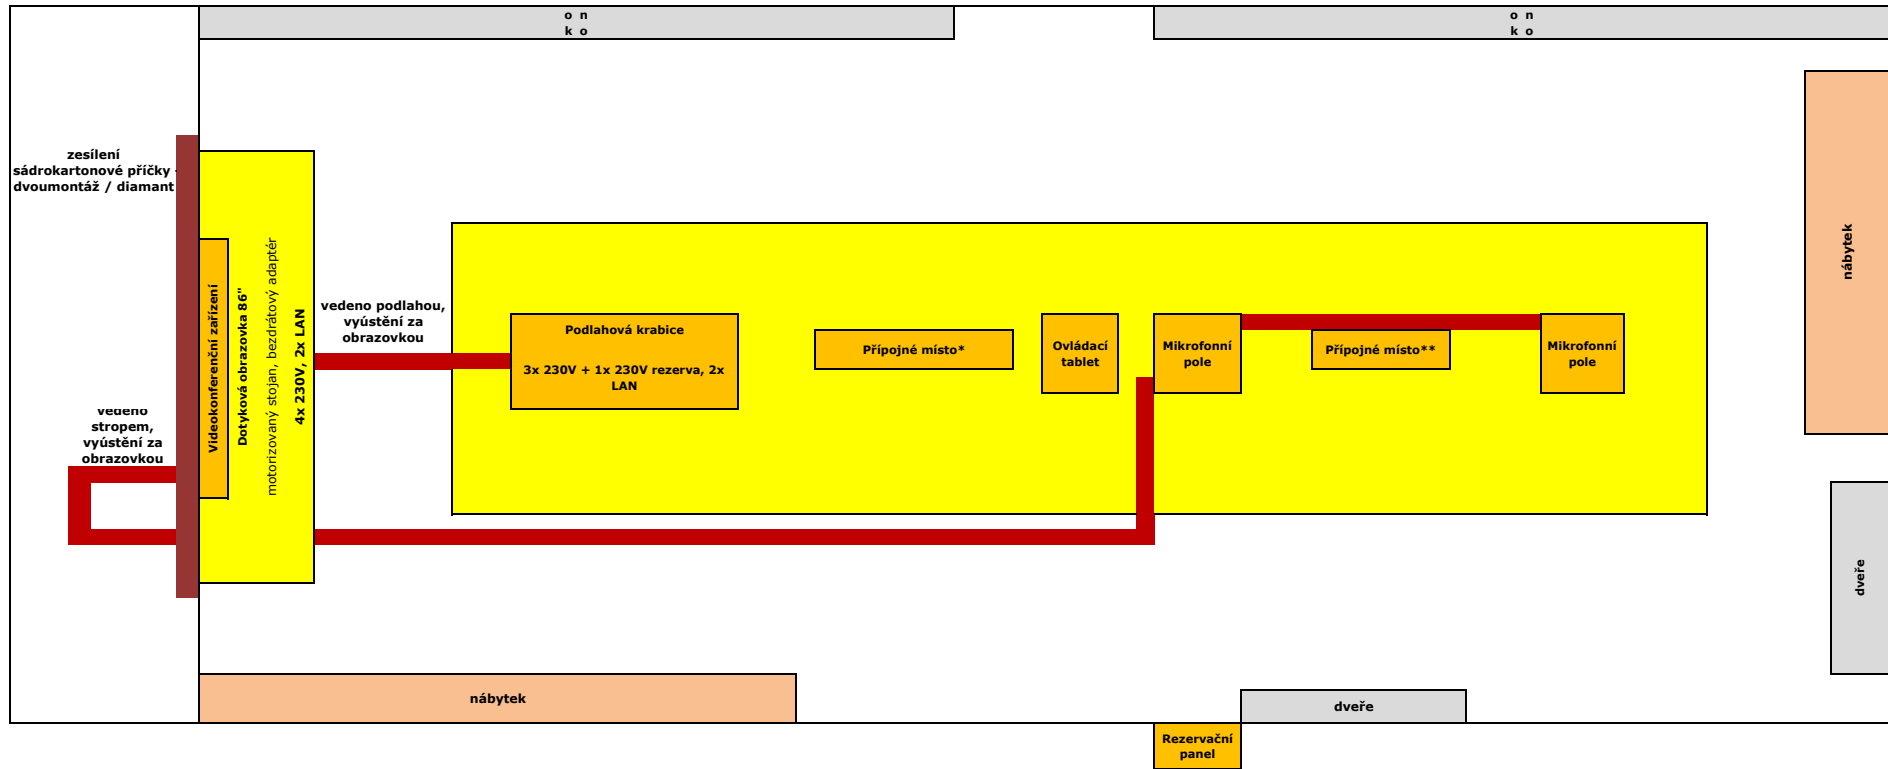 o n
k o
o n
k o
zesílení
sádrokartonové příčky -
dvoumontáž / diamant
vedeno
stropem,
vyústění za
obrazovkou
Videokonferenční zařízení
Dotyková obrazovka 86"
motorizovaný stojan, bezdrátový adaptér
4x 230V, 2x LAN
vedeno podlahou,
vyústění za
obrazovkou
Podlahová krabice
3x 230V + 1x 230V rezerva, 2x
LAN
Přípojné místo*
Ovládací
tablet
Mikrofonní
pole
Přípojné místo**
Mikrofonní
pole
nábytek
dveře
nábytek
dveře
Rezervační
panel